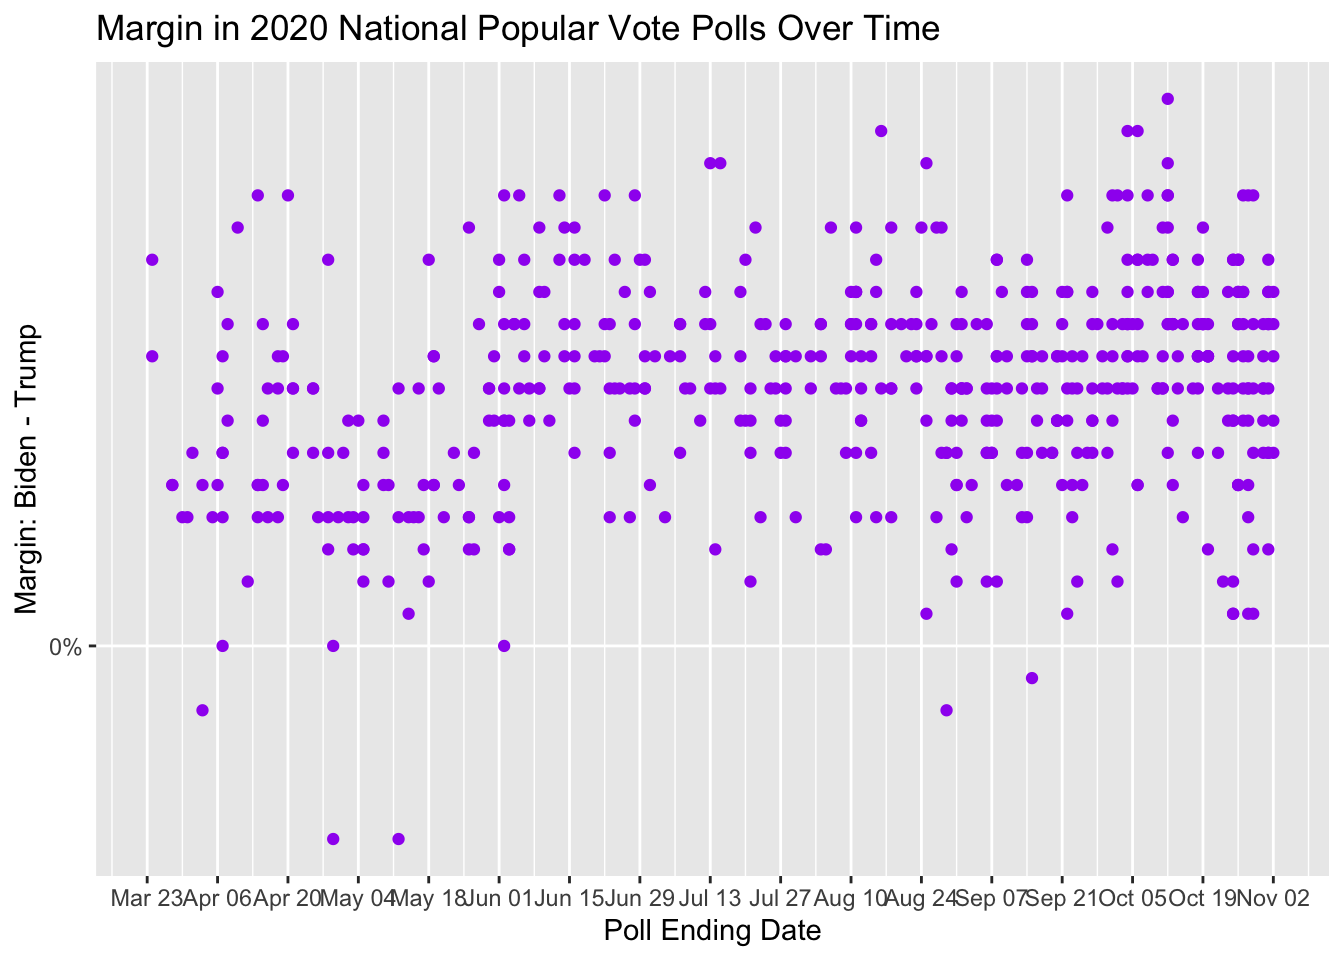 Margin in 2020 National Popular Vote Polls Over Time
Margin: Biden - Trump
0%
Mar 23 Apr 06 Apr 20 May 04 May 18 Jun 01 Jun 15 Jun 29 Jul 13 Jul 27 Aug 10 Aug 24 Sep 07 Sep 21 Oct 05 Oct 19 Nov 02
Poll Ending Date